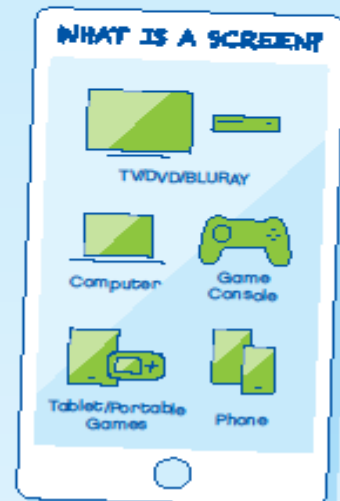 WHAT IS A SCREEN?
TV/DVD/BLURAY
Computer
Game
Console
Tablet/Portable
Games
Phone